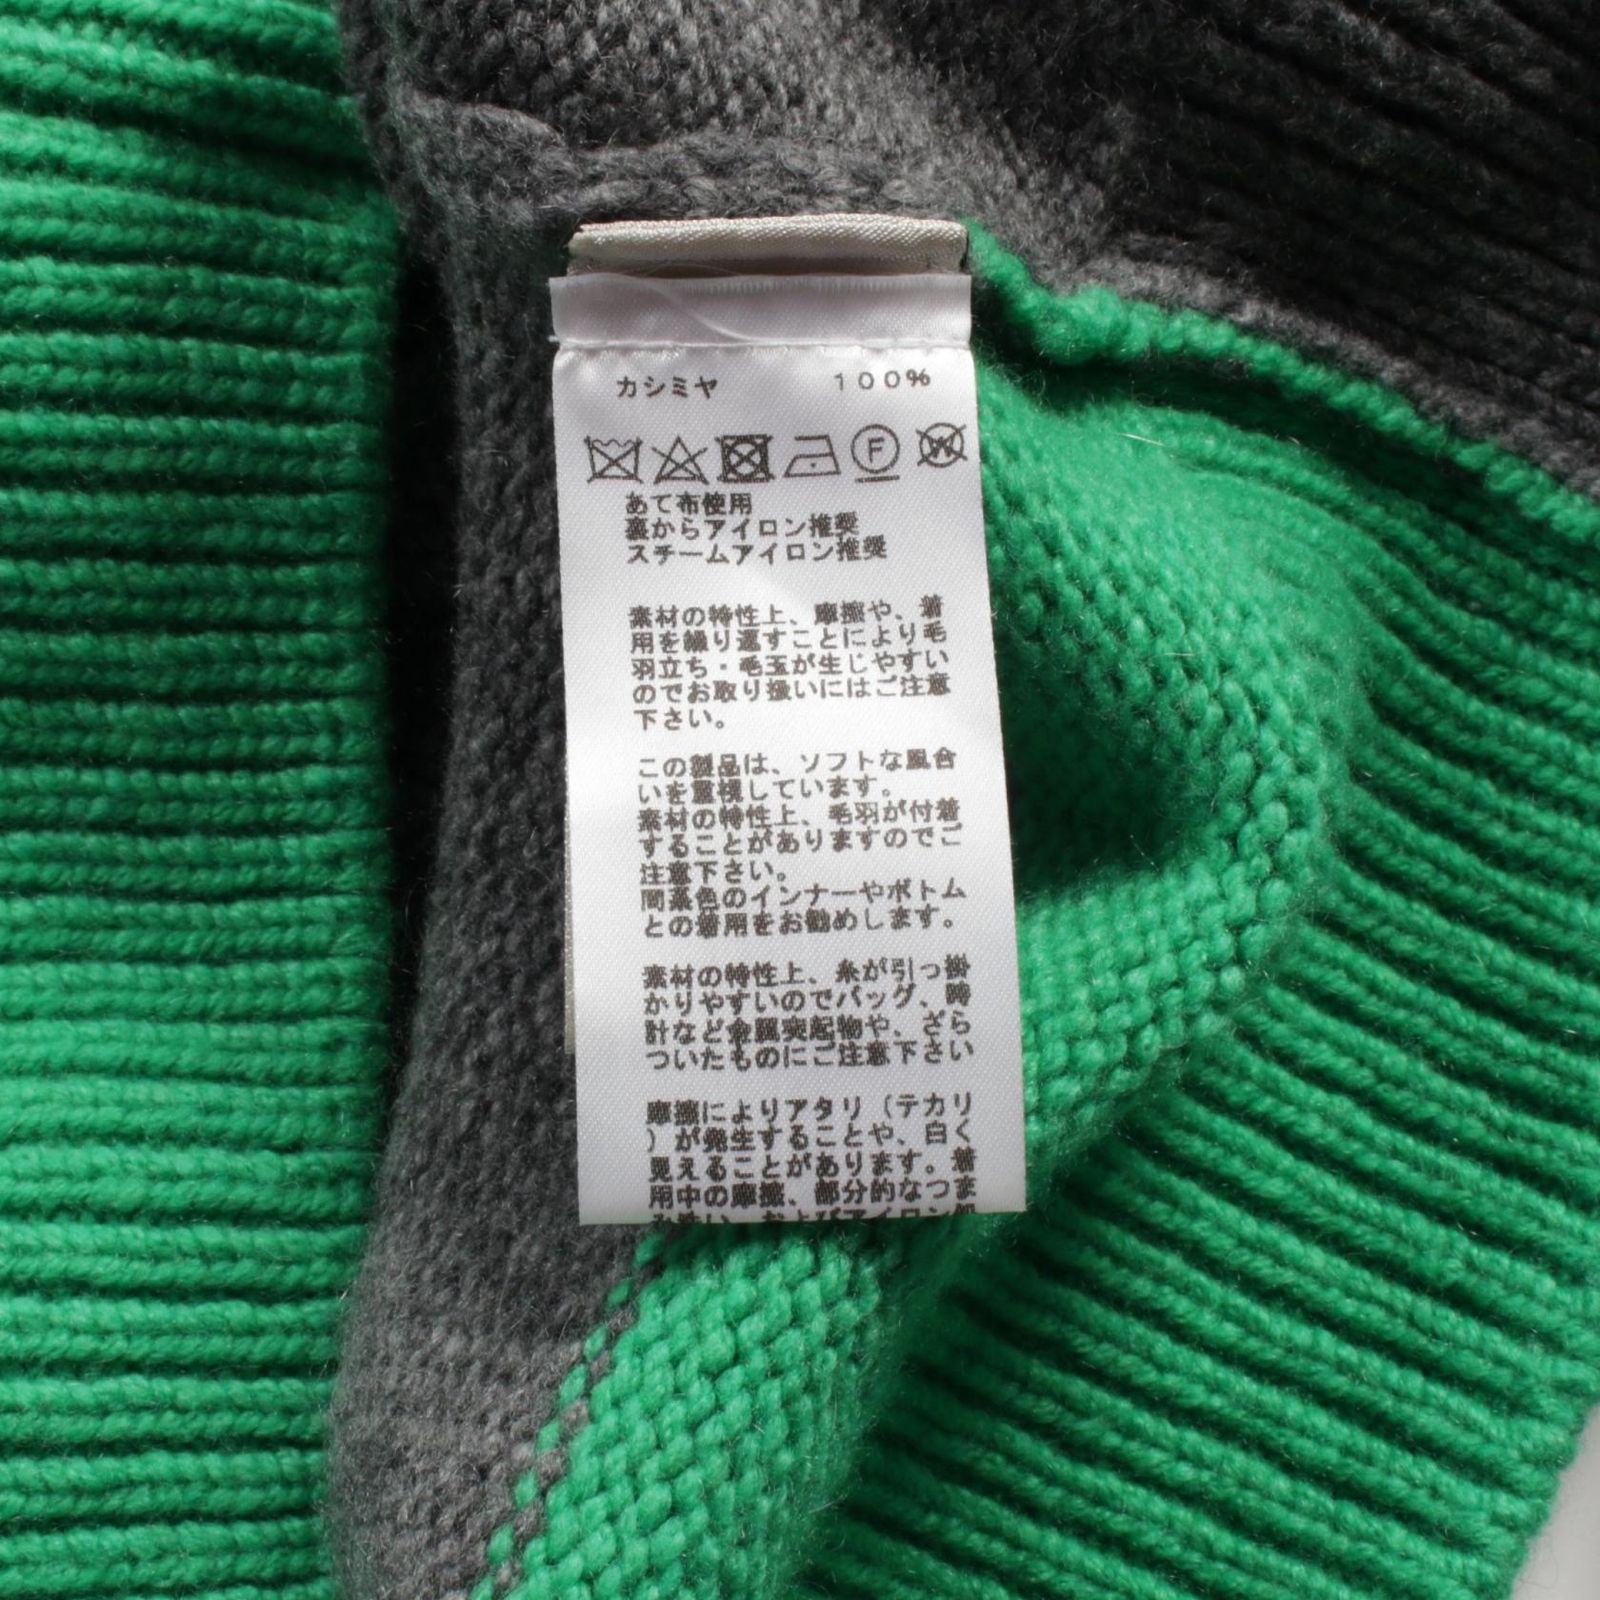 カシミヤ 100%
F W
あて布使用
裏からアイロン推奨
スチームアイロン推奨
素材の特性上、摩擦や、着
用を繰り返すことにより毛
羽立ち・毛玉が生じやすい
のでお取り扱いにはご注意
下さい。
この製品は、ソフトな風合
いを重視しています。
素材の特性上、毛羽が付着
することがありますのでご
注意下さい。
同系色のインナーやボトム
との着用をお勧めします。
素材の特性上、糸が引っ掛
かりやすいのでバッグ、時
計など金属突起物や、ざら
ついたものにご注意下さい
摩擦によりアタリ（テカリ
）が発生することや、白く
見えることがあります。着
用中の摩擦、部分的なつま
み洗い、およびアイロン